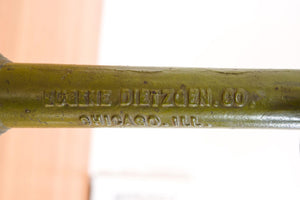 EUGENE DIETZGEN. CO.
CHICAGO. ILL.